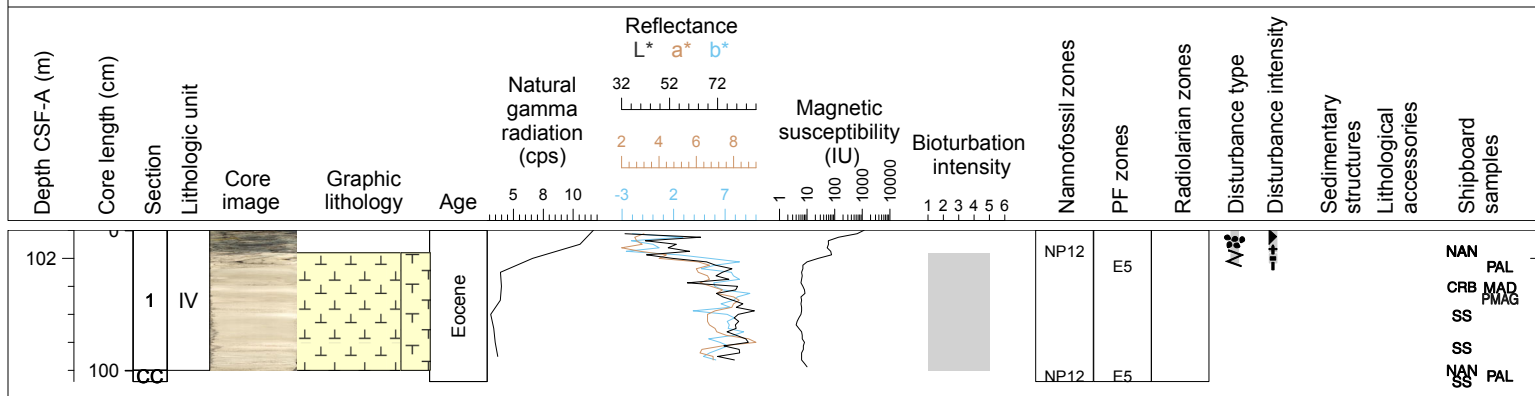 Depth CSF-A (m)
Core length (cm)
Section
Lithologic unit
Core
image
Graphic
lithology
Age
Natural
gamma
radiation
(cps)
5 8 10
Reflectance
L* a* b*
32 52 72
2 4 6 8
-3 2 7
Magnetic
susceptibility
(IU)
1 10 100 1000 10000
Bioturbation
intensity
1 2 3 4 5 6
Nannofossil zones
PF zones
Radiolarian zones
Disturbance type
Disturbance intensity
Sedimentary
structures
Lithological
accessories
Shipboard
samples
0
102
1
IV
Eocene
NP12
E5
NAN
PAL
CRB MAD
PMAG
SS
SS
100
CC
NP12
E5
NAN
PAL
SS